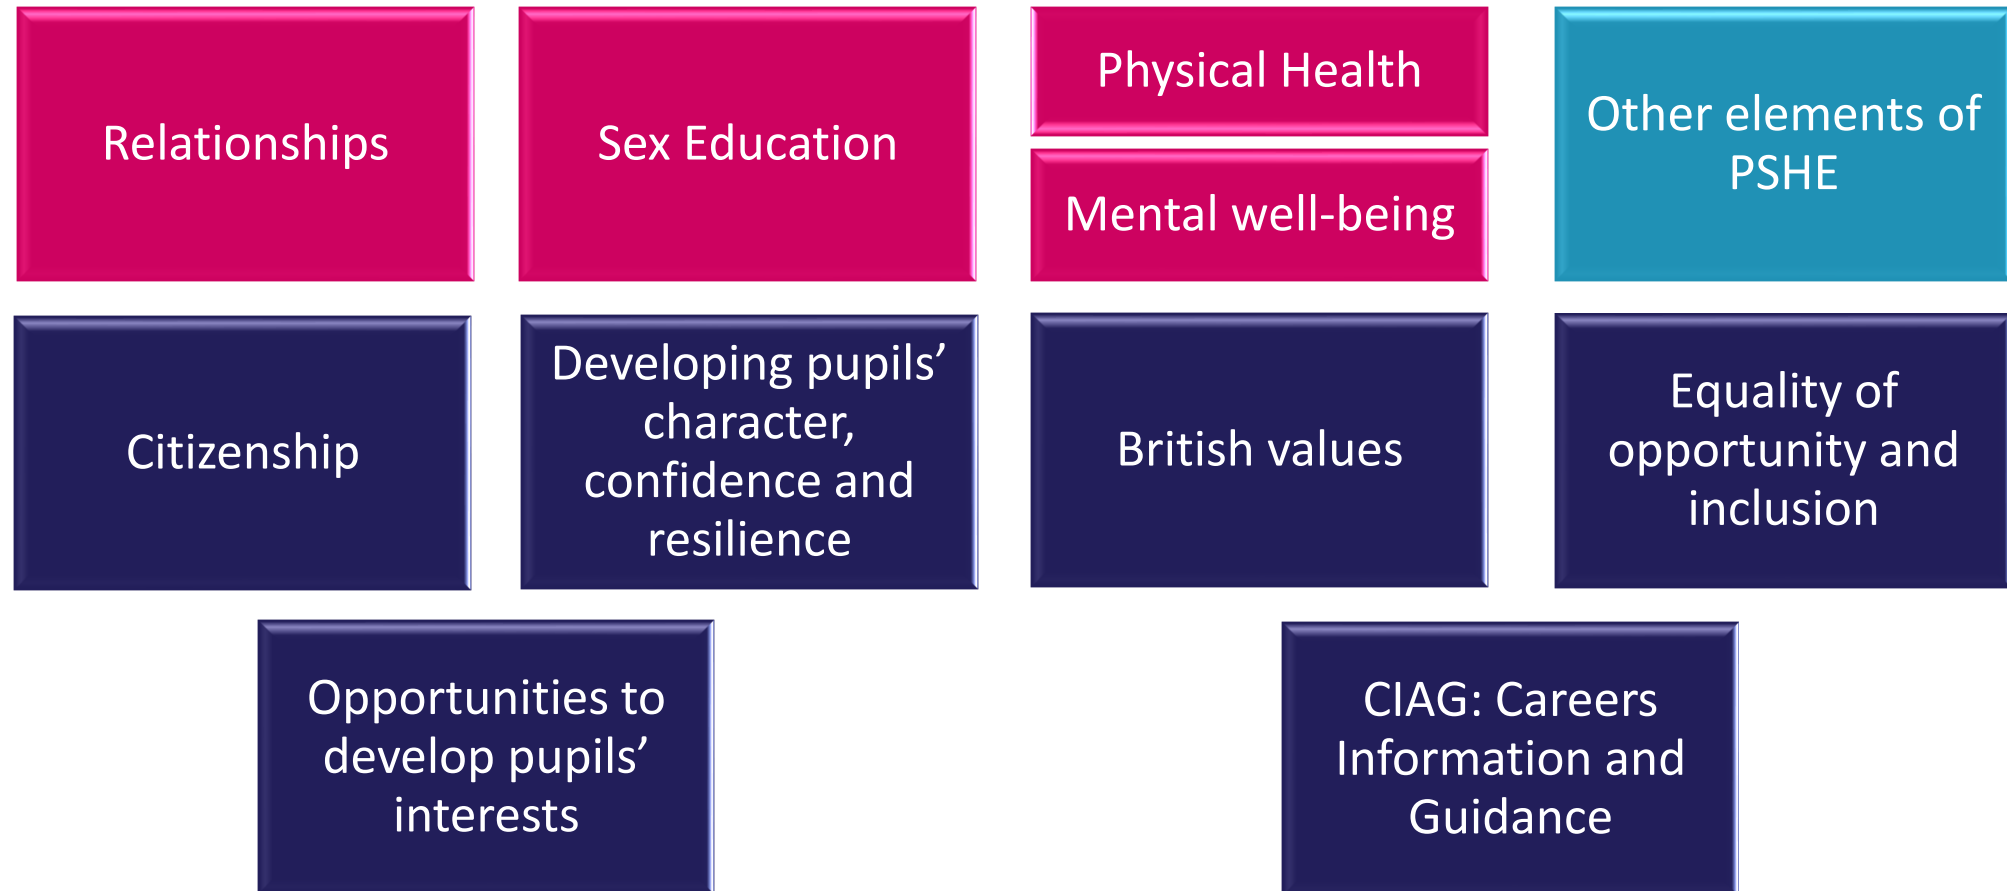 Relationships
Sex Education
Physical Health
Mental well-being
Other elements of
PSHE
Citizenship
Developing pupils’
character,
confidence and
resilience
British values
Equality of
opportunity and
inclusion
Opportunities to
develop pupils’
interests
CIAG: Careers
Information and
Guidance